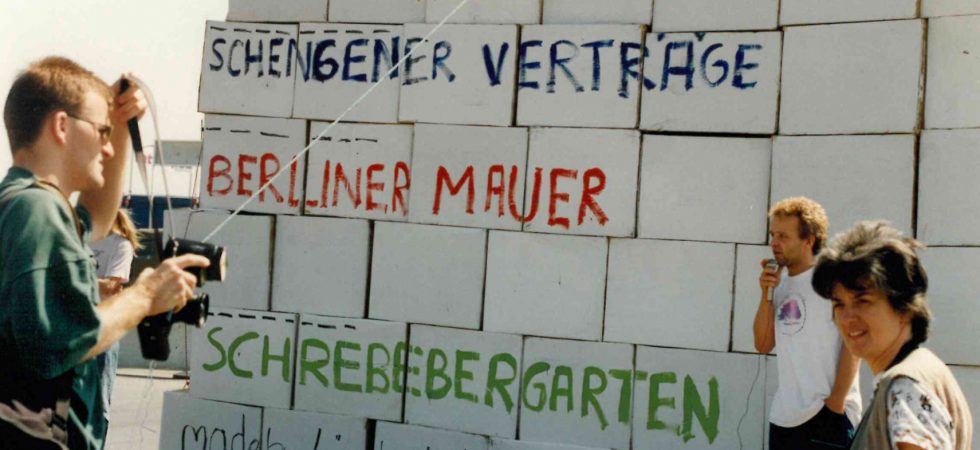 SCHENGENER VERTRÄGE
BERLINER MAUER
SCHREBEBERGARTEN